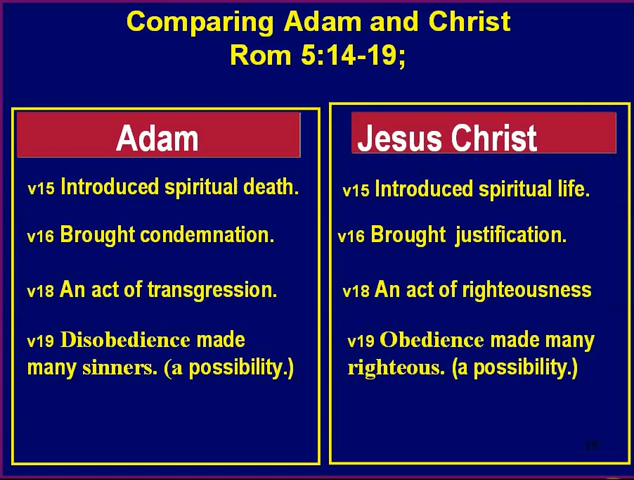 Comparing Adam and Christ
Rom 5:14-19;
Adam
v15 Introduced spiritual death.
v16 Brought condemnation.
v18 An act of transgression.
v19 Disobedience made
many sinners. (a possibility.)
Jesus Christ
v15 Introduced spiritual life.
v16 Brought justification.
v18 An act of righteousness
v19 Obedience made many
righteous. (a possibility.)